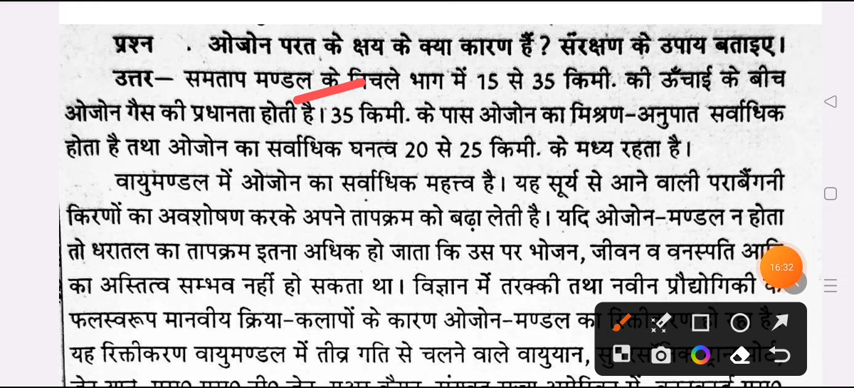 प्रश्न . ओजोन परत के क्षय के क्या कारण हैं? संरक्षण के उपाय बताइए।
उत्तर— समताप मण्डल के निचले भाग में 15 से 35 किमी. की ऊँचाई के बीच
ओजोन गैस की प्रधानता होती है। 35 किमी. के पास ओजोन का मिश्रण-अनुपात सर्वाधिक
होता है तथा ओजोन का सर्वाधिक घनत्व 20 से 25 किमी. के मध्य रहता है।
वायुमण्डल में ओजोन का सर्वाधिक महत्त्व है। यह सूर्य से आने वाली पराबैंगनी
किरणों का अवशोषण करके अपने तापक्रम को बढ़ा लेती है। यदि ओजोन-मण्डल न होता
तो धरातल का तापक्रम इतना अधिक हो जाता कि उस पर भोजन, जीवन व वनस्पति
16:32
का अस्तित्व सम्भव नहीं हो सकता था। विज्ञान में तरक्की तथा नवीन प्रौद्योगिकी
फलस्वरूप मानवीय क्रिया-कलापों के कारण ओजोन-मण्डल का रिक्तीकरण हो रहा है
यह रिक्तीकरण वायुमण्डल में तीव्र गति से चलने वाले वायुयान,